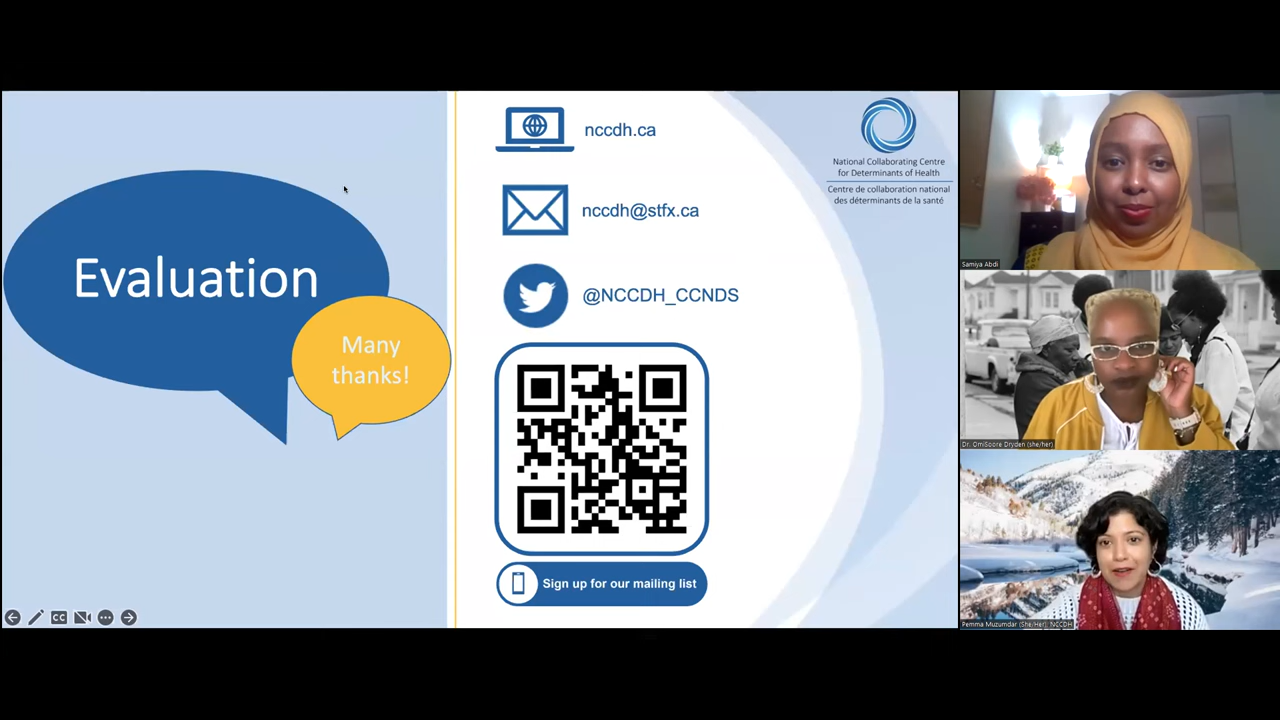 Evaluation
Many
thanks!
nccdh.ca
nccdh@stfx.ca
@NCCDH_CCNDS
Sign up for our mailing list
National Collaborating Centre
for Determinants of Health
Centre de collaboration national
des déterminants de la santé
CC
Samiya Abdi
Dr. OmiSoore Dryden (she/her)
Pemma Muzumdar (She/Her), NCCDH